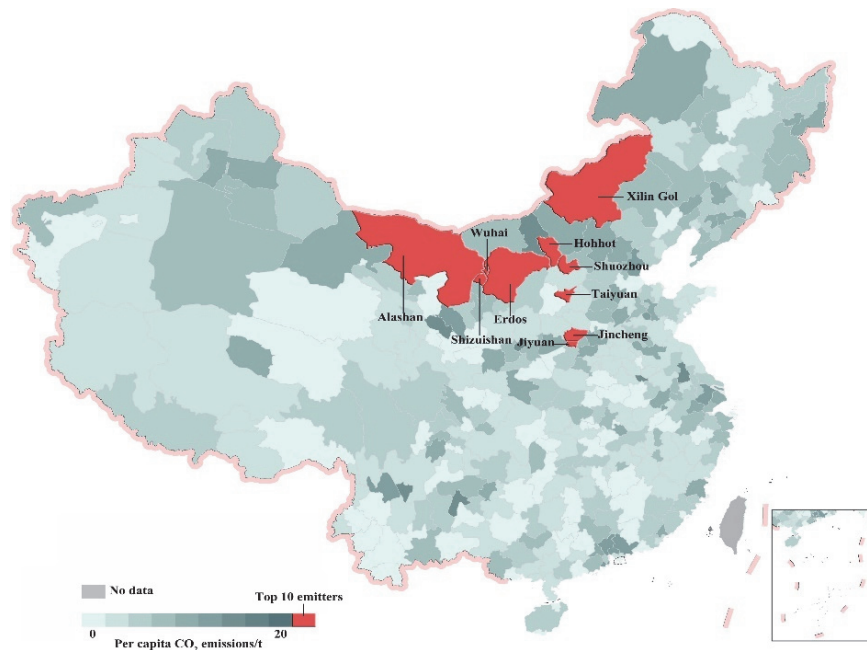 Xilin Gol
Wuhai
Hohhot
Shuozhou
Taiyuan
Alashan
Erdos
Shizuishan
Jiyuan
Jincheng
No data
Top 10 emitters
0 20
Per capita CO, emissions/t